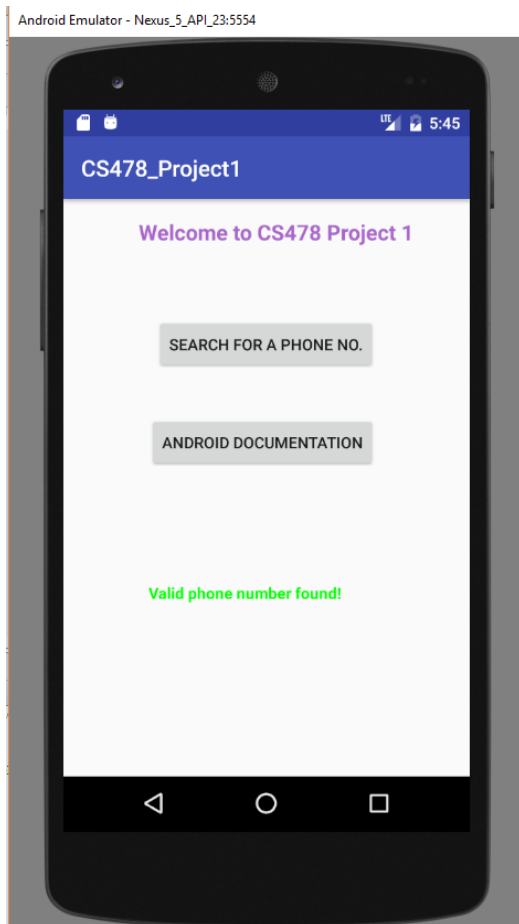 Android Emulator - Nexus_5_API_23:5554
LTE 5:45
CS478_Project1
Welcome to CS478 Project 1
SEARCH FOR A PHONE NO.
ANDROID DOCUMENTATION
Valid phone number found!